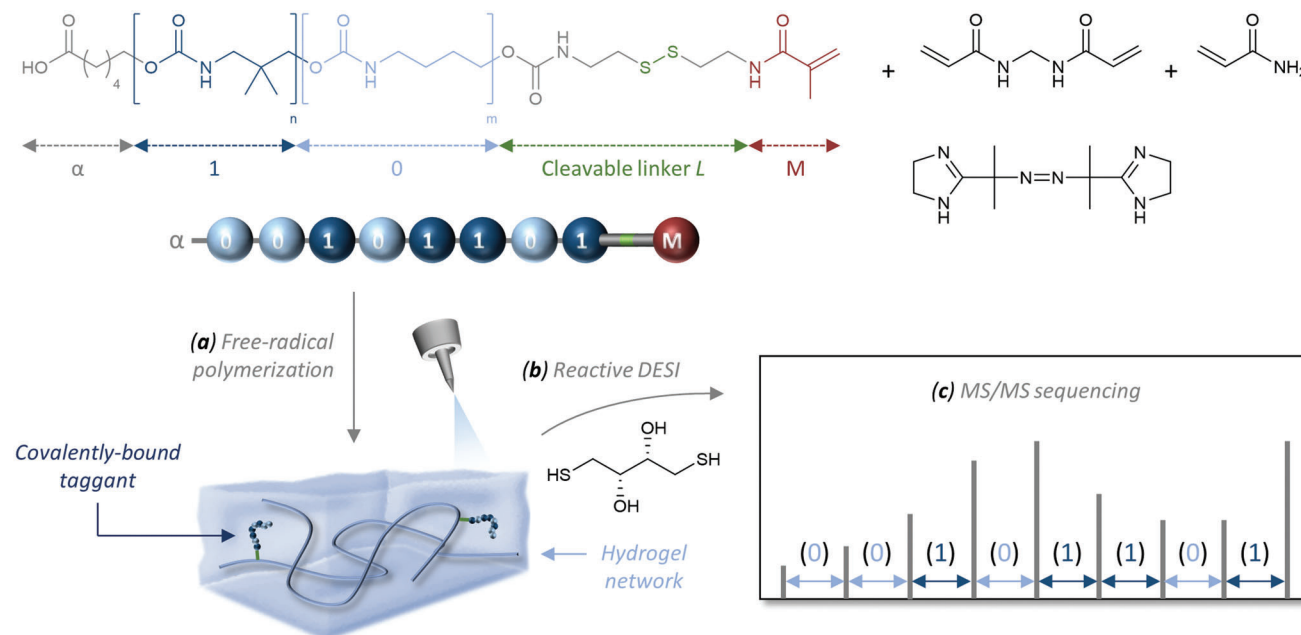 O
HO
4
O
O
N
H
n
O
O
N
H
m
O
O
H
N
S
S
N
H
O
+
O
N
H
O
N
H
+
O
NH₂
α
1
0
Cleavable linker L
M
N
N
H
N=N
N
N
H
α 0 0 1 0 1 1 0 1 M
(a) Free-radical
polymerization
(b) Reactive DESI
(c) MS/MS sequencing
OH
HS
SH
OH
Covalently-bound
taggant
Hydrogel
network
(0) (0) (1) (0) (1) (1) (0) (1)